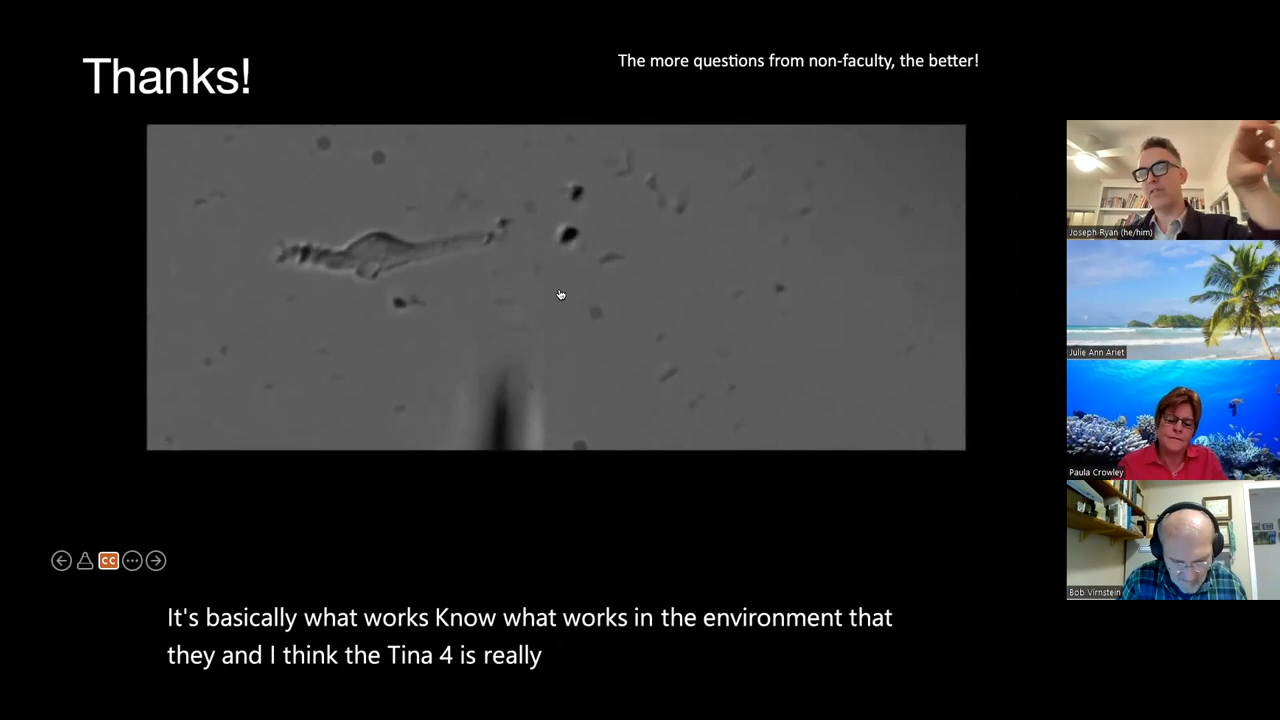 Thanks!
The more questions from non-faculty, the better!
Joseph Ryan (he/him)
Julie Ann Ariet
Paula Crowley
Bob Virnstein
CC
It's basically what works Know what works in the environment that
they and I think the Tina 4 is really